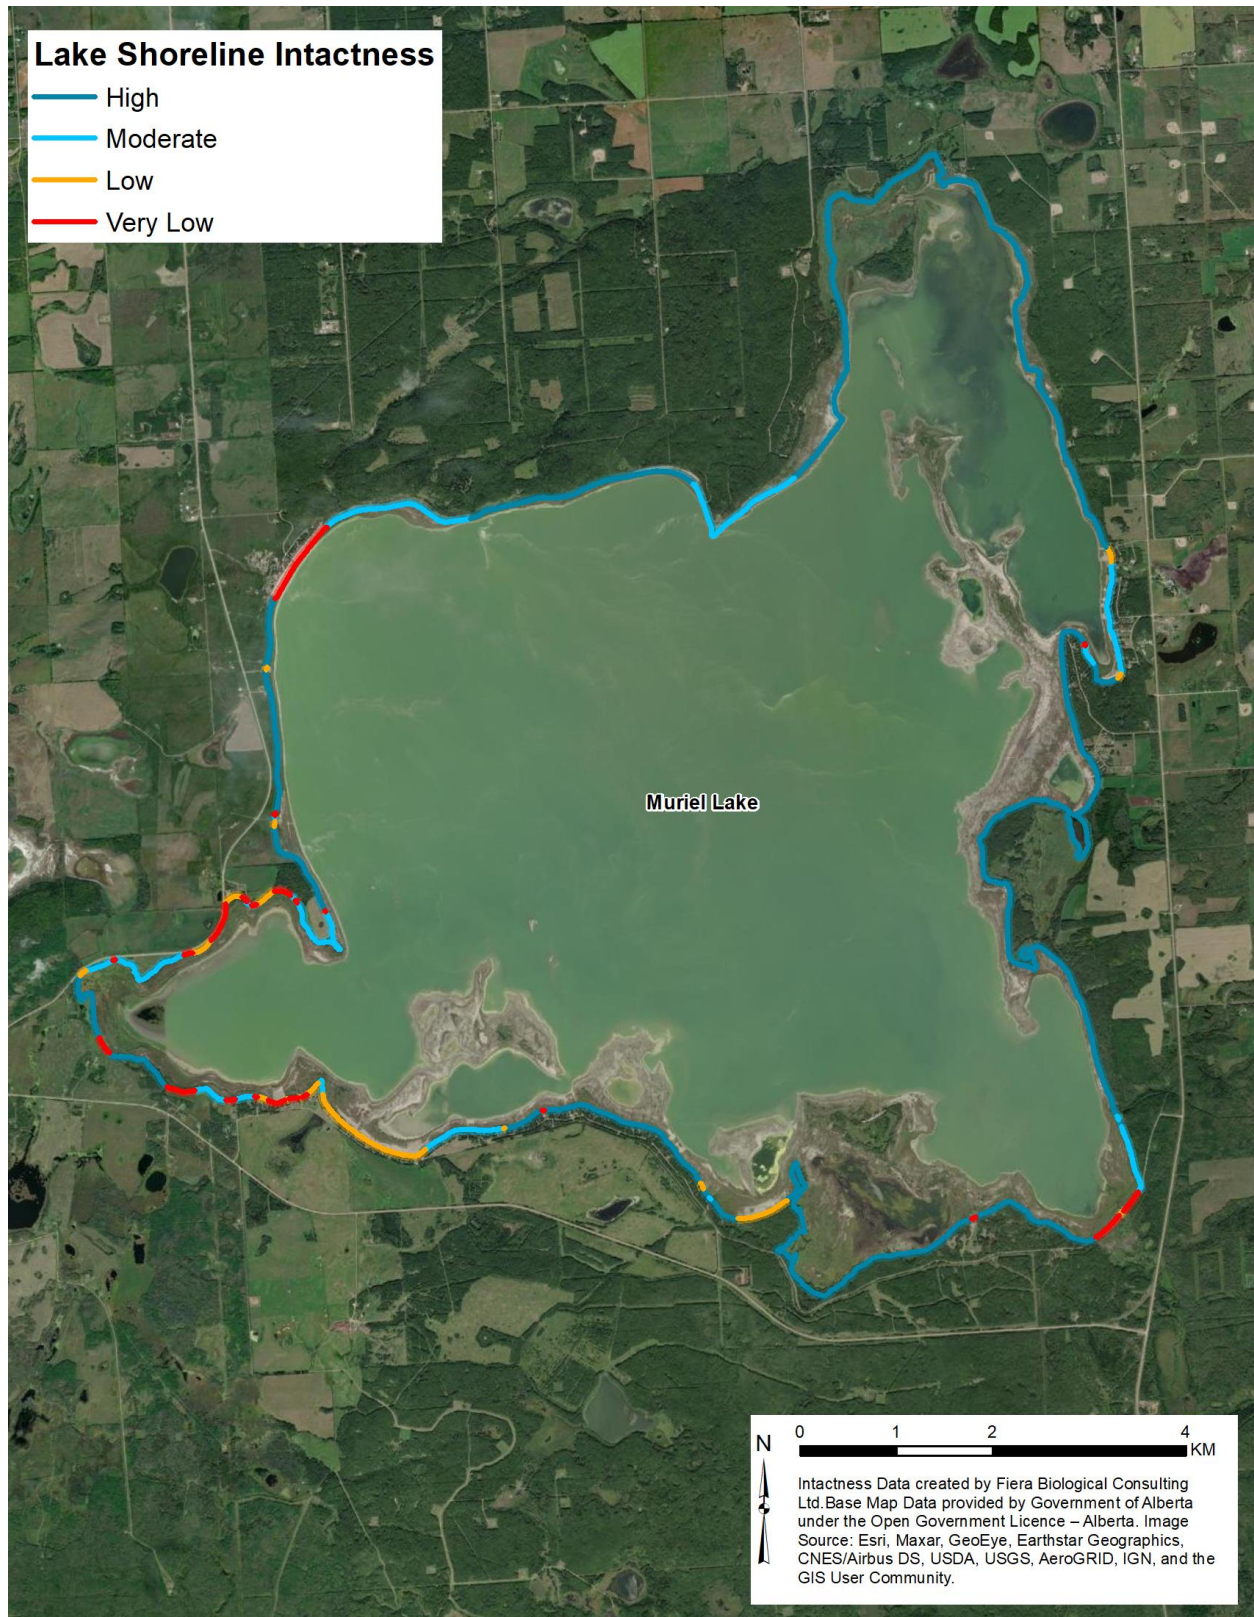 Lake Shoreline Intactness
High
Moderate
Low
Very Low
Muriel Lake
N
0 1 2 4
KM
Intactness Data created by Fiera Biological Consulting
Ltd.Base Map Data provided by Government of Alberta
under the Open Government Licence – Alberta. Image
Source: Esri, Maxar, GeoEye, Earthstar Geographics,
CNES/Airbus DS, USDA, USGS, AeroGRID, IGN, and the
GIS User Community.